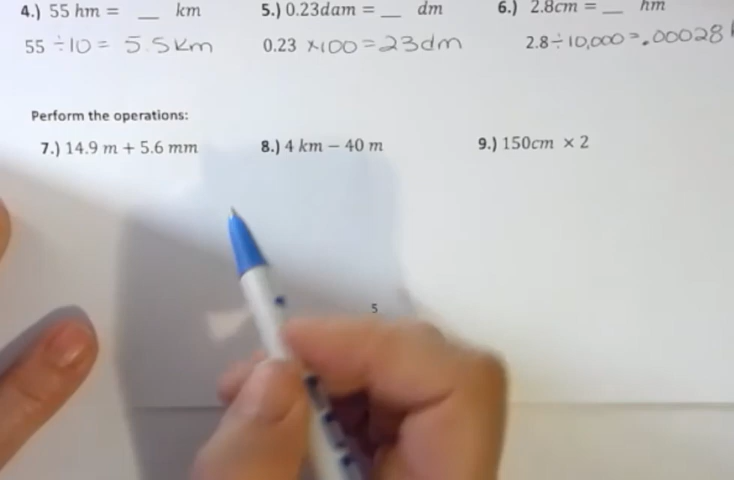 4.) 55 hm = __ km 5.) 0.23dam = __ dm 6.) 2.8cm = __ hm
55 ÷10 = 5.5km 0.23 ×100 = 23dm 2.8÷10,000 = .00028
Perform the operations:
7.) 14.9 m + 5.6 mm 8.) 4 km − 40 m 9.) 150cm × 2
5